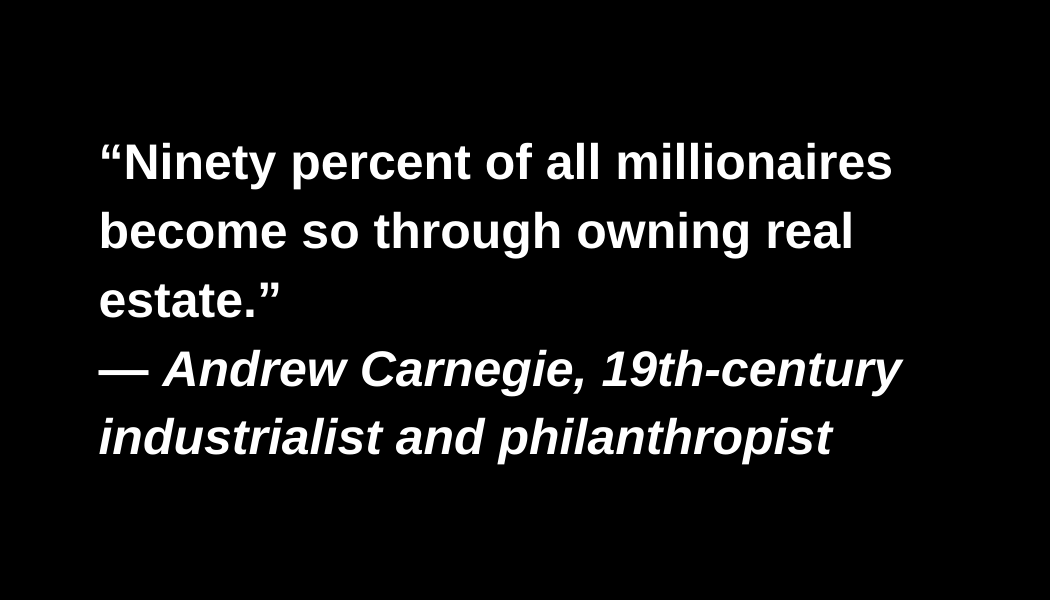 “Ninety percent of all millionaires
become so through owning real
estate.”
— Andrew Carnegie, 19th-century
industrialist and philanthropist